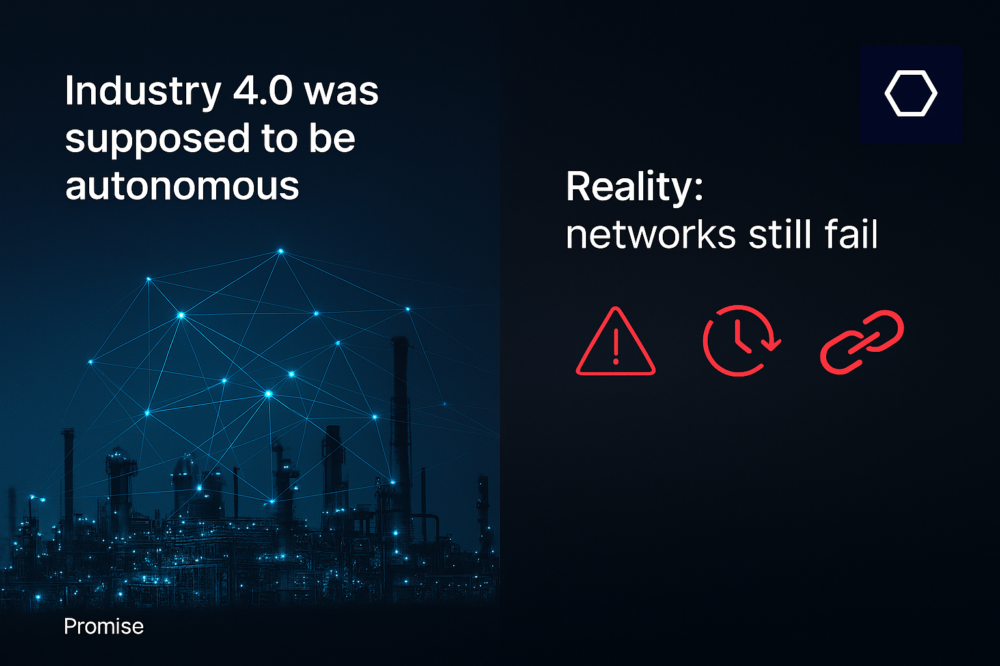 Industry 4.0 was
supposed to be
autonomous
Promise
Reality:
networks still fail